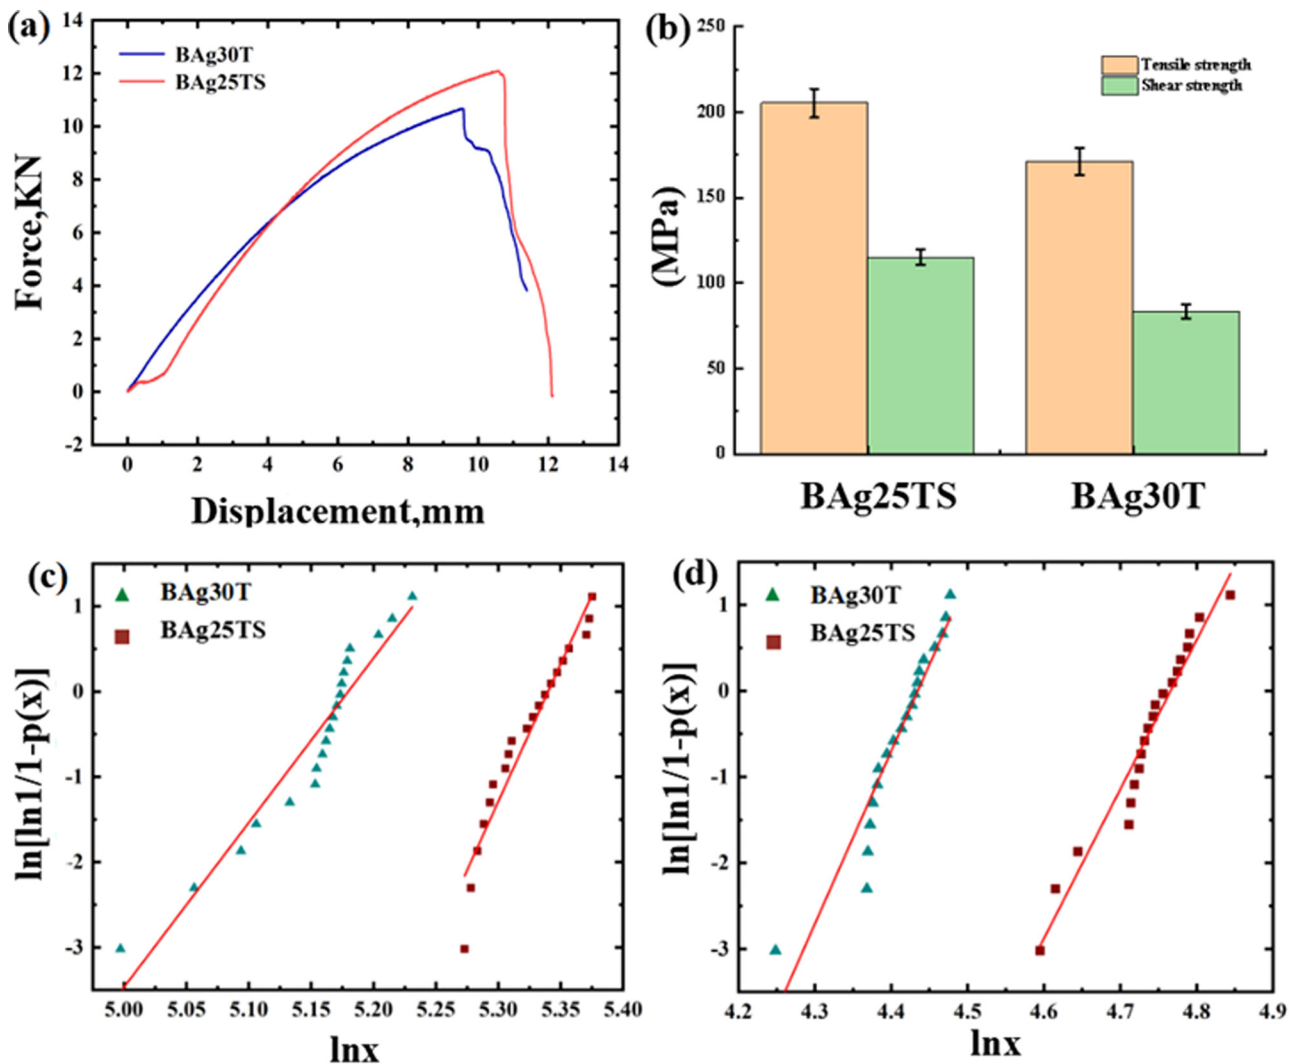 (a)
14
12
10
8
6
4
2
0
-2
Force,KN
BAg30T
BAg25TS
0 2 4 6 8 10 12 14
Displacement,mm
(b)
250
200
150
100
50
0
(MPa)
Tensile strength
Shear strength
BAg25TS BAg30T
(c)
1
0
-1
-2
-3
ln[ln1/1-p(x)]
BAg30T
BAg25TS
5.00 5.05 5.10 5.15 5.20 5.25 5.30 5.35 5.40
lnx
(d)
1
0
-1
-2
-3
ln[ln1/1-p(x)]
BAg30T
BAg25TS
4.2 4.3 4.4 4.5 4.6 4.7 4.8 4.9
lnx